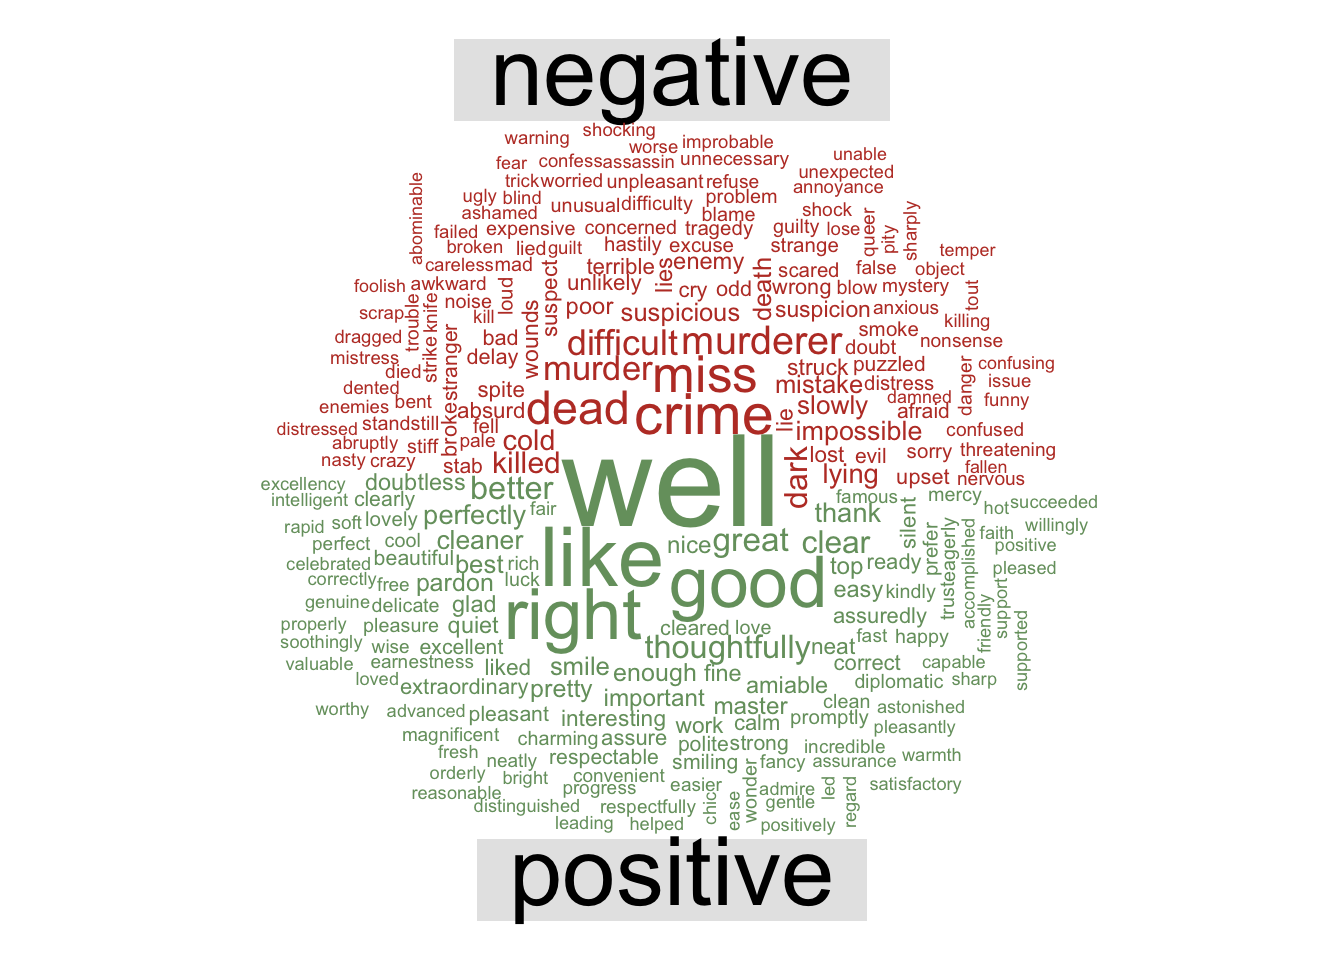 negative
warning shocking
worse improbable
fear confess assassin unnecessary unable
trick worried unpleasant refuse unexpected
annoyance
abominable ugly blind problem
ashamed unusual difficulty blame shock queer pity sharply
failed expensive concerned tragedy guilty lose
broken lied guilt hastily excuse strange temper
careless mad suspect terrible lies enemy death scared false object
foolish awkward loud unlikely cry odd wrong blow mystery tout
scrap trouble knife noise poor suspicious suspicion anxious
kill wounds killing
dragged strike stranger bad difficult murderer smoke nonsense
mistress delay doubt
died murder miss struck puzzled danger confusing
dented spite mistake distress issue
enemies bent broke absurd dead crime lie slowly damned funny
distressed standstill fell afraid
abruptly stiff pale cold impossible confused
nasty crazy stab killed dark lost evil sorry threatening
lying upset fallen
nervous
excellency doubtless better well famous mercy
intelligent clearly thank silent hot succeeded
rapid soft lovely perfectly fair prefer eagerly accomplished faith willingly
perfect cool cleaner like nice great clear positive
celebrated beautiful best rich top ready trust pleased
correctly free pardon luck good easy kindly friendly support
genuine delicate glad right assuredly
properly pleasure quiet cleared love fast happy supported
soothingly wise excellent thoughtfully neat
valuable earnestness liked smile enough fine correct capable
loved extraordinary pretty amiable diplomatic sharp
worthy advanced pleasant important master clean astonished
interesting work calm promptly pleasantly
magnificent charming assure polite strong incredible
fresh neatly respectable smiling fancy assurance warmth
orderly bright convenient wonder
reasonable progress easier admire led regard satisfactory
distinguished respectfully chic ease gentle
leading helped positively
positive